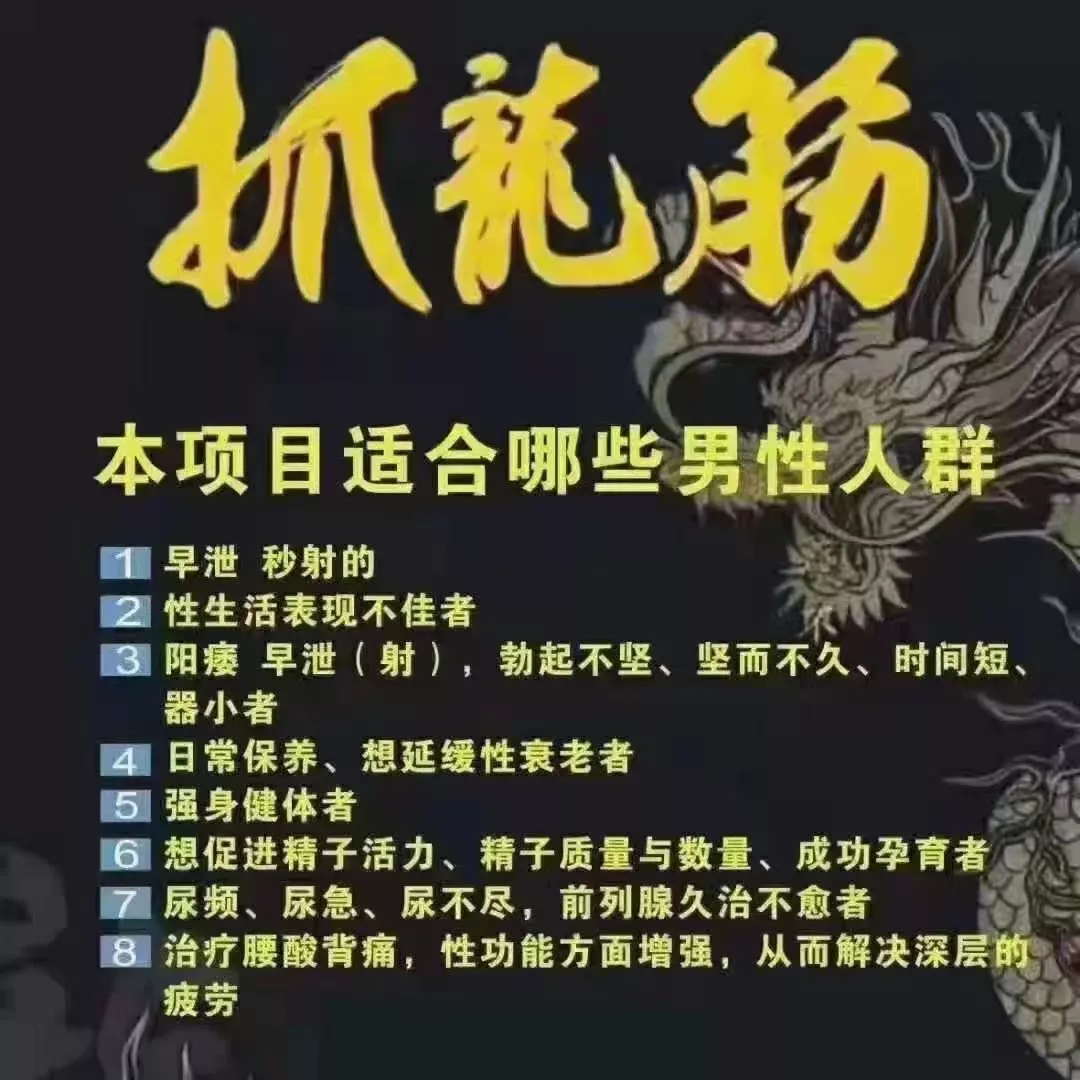 抓龍筋
本项目适合哪些男性人群
1 早泄 秒射的
2 性生活表现不佳者
3 阳痿 早泄（射），勃起不坚、坚而不久、时间短、
器小者
4 日常保养、想延缓性衰老者
5 强身健体者
6 想促进精子活力、精子质量与数量、成功孕育者
7 尿频、尿急、尿不尽，前列腺久治不愈者
8 治疗腰酸背痛，性功能方面增强，从而解决深层的
疲劳